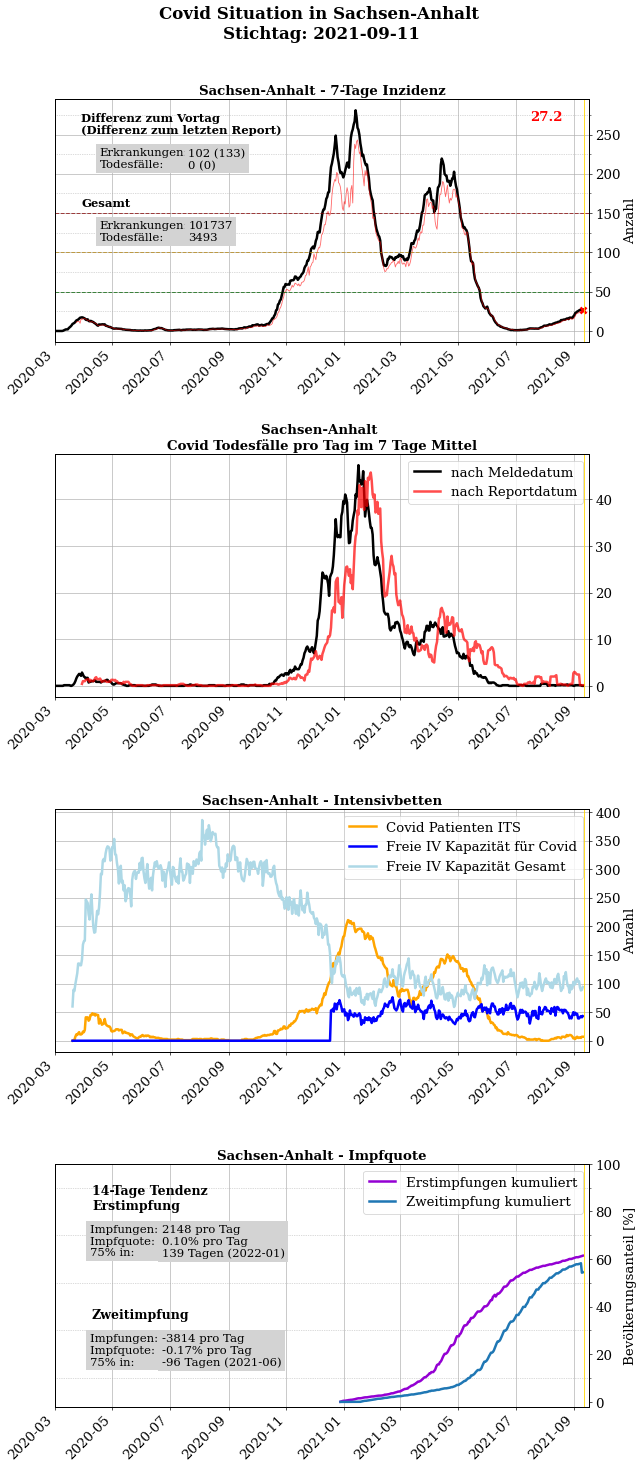 Covid Situation in Sachsen-Anhalt
Stichtag: 2021-09-11
Sachsen-Anhalt - 7-Tage Inzidenz
Differenz zum Vortag
(Differenz zum letzten Report)
Erkrankungen 102 (133)
Todesfälle: 0 (0)
Gesamt
Erkrankungen 101737
Todesfälle: 3493
27.2
250
200
150
100
50
0
Anzahl
2020-03
2020-05
2020-07
2020-09
2020-11
2021-01
2021-03
2021-05
2021-07
2021-09
Sachsen-Anhalt
Covid Todesfälle pro Tag im 7 Tage Mittel
nach Meldedatum
nach Reportdatum
40
30
20
10
0
2020-03
2020-05
2020-07
2020-09
2020-11
2021-01
2021-03
2021-05
2021-07
2021-09
Sachsen-Anhalt - Intensivbetten
Covid Patienten ITS
Freie IV Kapazität für Covid
Freie IV Kapazität Gesamt
400
350
300
250
200
150
100
50
0
Anzahl
2020-03
2020-05
2020-07
2020-09
2020-11
2021-01
2021-03
2021-05
2021-07
2021-09
Sachsen-Anhalt - Impfquote
14-Tage Tendenz
Erstimpfung
Impfungen: 2148 pro Tag
Impfquote: 0.10% pro Tag
75% in: 139 Tagen (2022-01)
Zweitimpfung
Impfungen: -3814 pro Tag
Impfquote: -0.17% pro Tag
75% in: -96 Tagen (2021-06)
Erstimpfungen kumuliert
Zweitimpfung kumuliert
100
80
60
40
20
0
Bevölkerungsanteil [%]
2020-03
2020-05
2020-07
2020-09
2020-11
2021-01
2021-03
2021-05
2021-07
2021-09